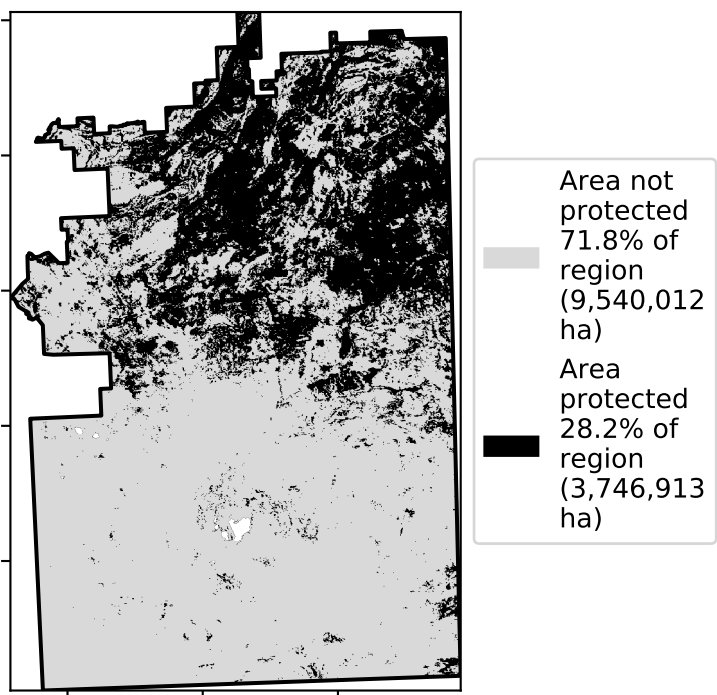 Area not
protected
71.8% of
region
(9,540,012
ha)
Area
protected
28.2% of
region
(3,746,913
ha)